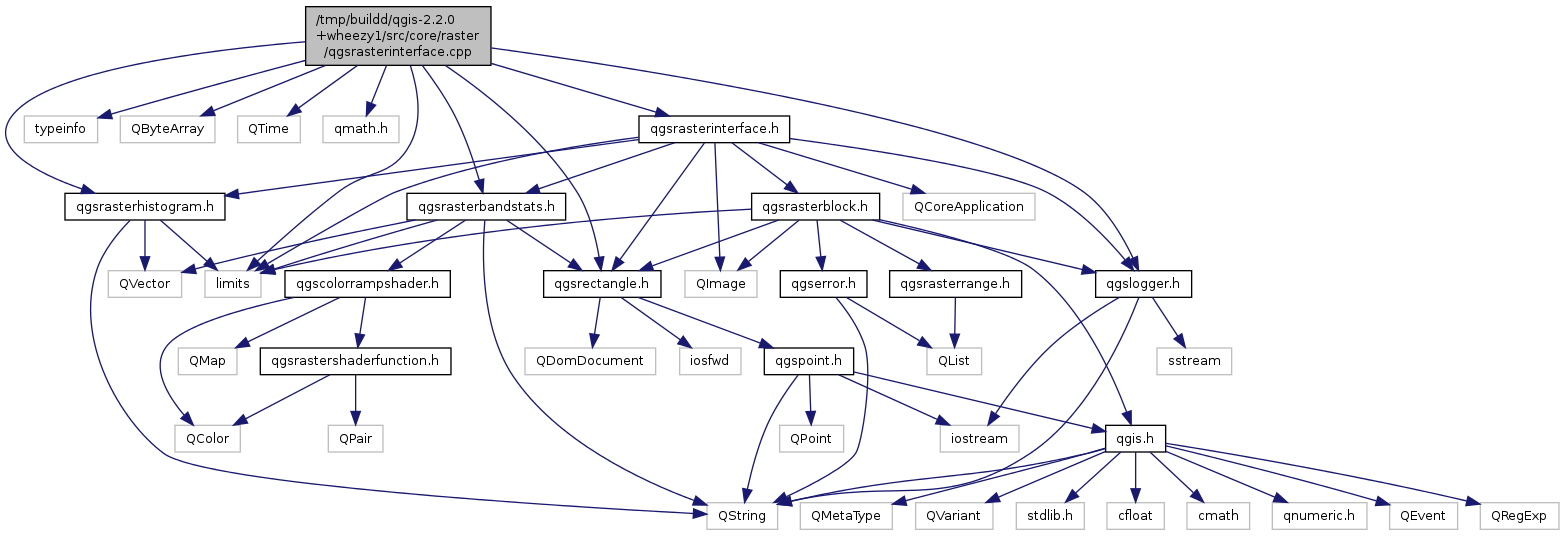 /tmp/buildd/qgis-2.2.0
+wheezy1/src/core/raster
/qgsrasterinterface.cpp
typeinfo
QByteArray
QTime
qmath.h
qgsrasterinterface.h
qgsrasterhistogram.h
qgsrasterbandstats.h
qgsrasterblock.h
QCoreApplication
QVector
limits
qgscolorrampshader.h
qgsrectangle.h
QImage
qgserror.h
qgsrasterrange.h
qgslogger.h
QMap
qgsrastershaderfunction.h
QDomDocument
iosfwd
qgspoint.h
QList
sstream
QColor
QPair
QPoint
iostream
qgis.h
QString
QMetaType
QVariant
stdlib.h
cfloat
cmath
qnumeric.h
QEvent
QRegExp